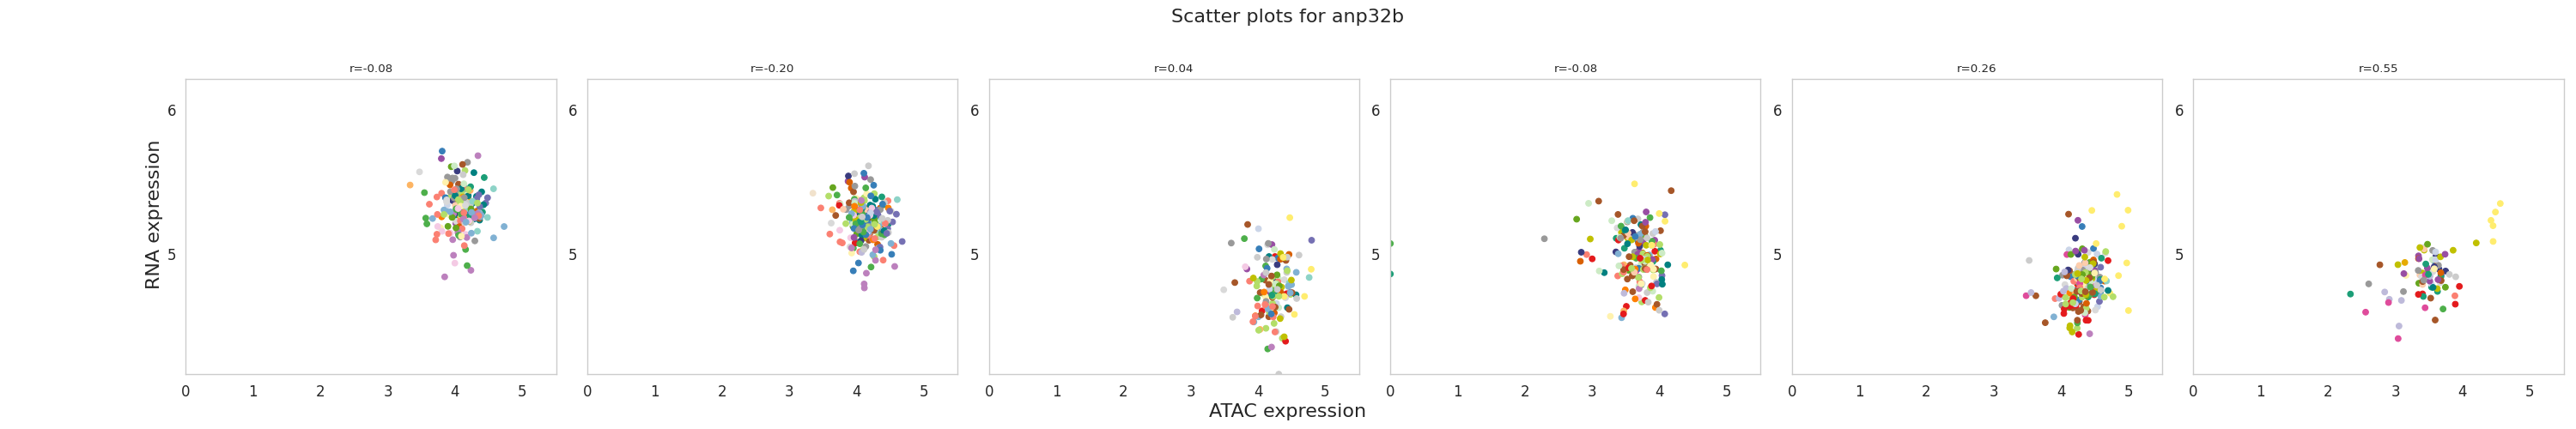 Scatter plots for anp32b
r=-0.08 r=-0.20 r=0.04 r=-0.08 r=0.26 r=0.55
6 6 6 6 6 6
RNA expression
5 5 5 5 5 5
0 1 2 3 4 5 0 1 2 3 4 5 0 1 2 3 4 5 0 1 2 3 4 5 0 1 2 3 4 5 0 1 2 3 4 5
ATAC expression